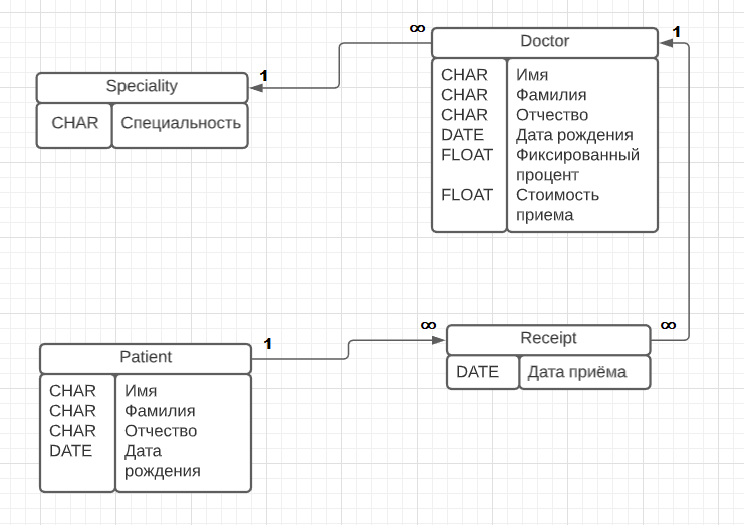 ∞
Doctor
1
CHAR Имя
CHAR Фамилия
CHAR Отчество
DATE Дата рождения
FLOAT Фиксированный
процент
FLOAT Стоимость
приема
1
Speciality
CHAR Специальность
1
Patient
CHAR Имя
CHAR Фамилия
CHAR Отчество
DATE Дата
рождения
∞
Receipt
∞
DATE Дата приёма